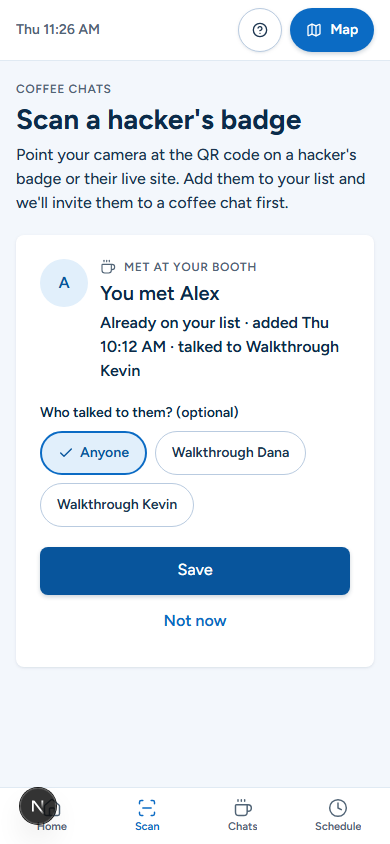 Thu 11:26 AM
Map
COFFEE CHATS
Scan a hacker's badge
Point your camera at the QR code on a hacker's
badge or their live site. Add them to your list and
we'll invite them to a coffee chat first.
A
MET AT YOUR BOOTH
You met Alex
Already on your list · added Thu
10:12 AM · talked to Walkthrough
Kevin
Who talked to them? (optional)
Anyone
Walkthrough Dana
Walkthrough Kevin
Save
Not now
N
Home
Scan
Chats
Schedule